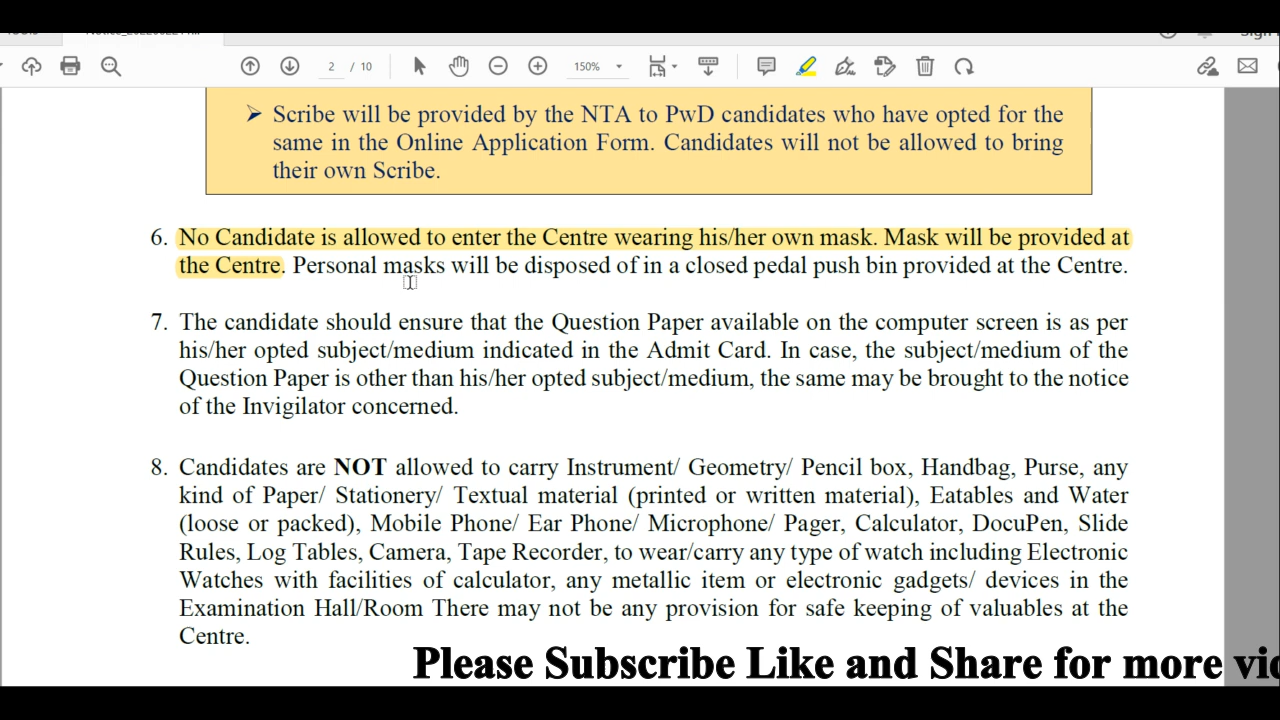 2 / 10
150%
➢ Scribe will be provided by the NTA to PwD candidates who have opted for the
same in the Online Application Form. Candidates will not be allowed to bring
their own Scribe.
6. No Candidate is allowed to enter the Centre wearing his/her own mask. Mask will be provided at
the Centre. Personal masks will be disposed of in a closed pedal push bin provided at the Centre.
7. The candidate should ensure that the Question Paper available on the computer screen is as per
his/her opted subject/medium indicated in the Admit Card. In case, the subject/medium of the
Question Paper is other than his/her opted subject/medium, the same may be brought to the notice
of the Invigilator concerned.
8. Candidates are NOT allowed to carry Instrument/ Geometry/ Pencil box, Handbag, Purse, any
kind of Paper/ Stationery/ Textual material (printed or written material), Eatables and Water
(loose or packed), Mobile Phone/ Ear Phone/ Microphone/ Pager, Calculator, DocuPen, Slide
Rules, Log Tables, Camera, Tape Recorder, to wear/carry any type of watch including Electronic
Watches with facilities of calculator, any metallic item or electronic gadgets/ devices in the
Examination Hall/Room There may not be any provision for safe keeping of valuables at the
Centre.
Please Subscribe Like and Share for more